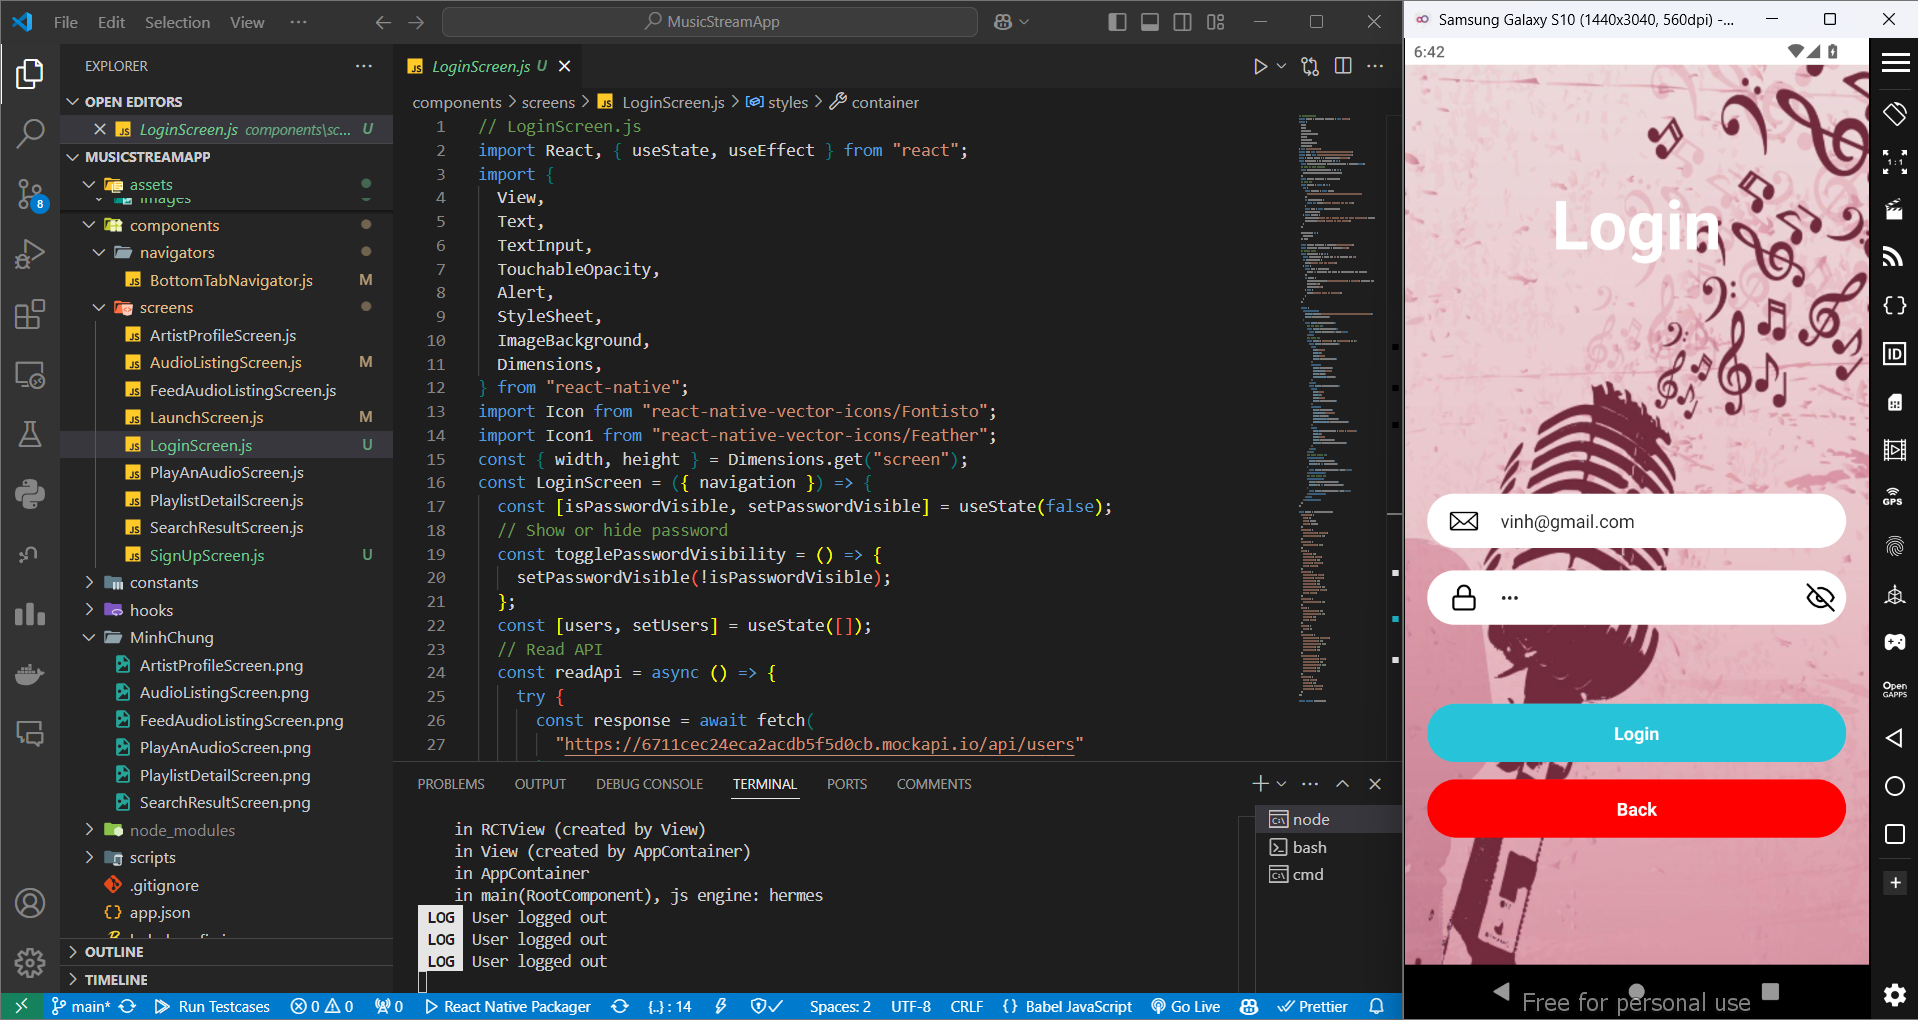 File Edit Selection View ··· MusicStreamApp
EXPLORER
OPEN EDITORS
LoginScreen.js components\sc... U
MUSICSTREAMAPP
assets
images
components
navigators
BottomTabNavigator.js M
screens
ArtistProfileScreen.js
AudioListingScreen.js M
FeedAudioListingScreen.js
LaunchScreen.js M
LoginScreen.js U
PlayAnAudioScreen.js
PlaylistDetailScreen.js
SearchResultScreen.js
SignUpScreen.js U
constants
hooks
MinhChung
ArtistProfileScreen.png
AudioListingScreen.png
FeedAudioListingScreen.png
PlayAnAudioScreen.png
PlaylistDetailScreen.png
SearchResultScreen.png
node_modules
scripts
.gitignore
app.json
OUTLINE
TIMELINE
8
LoginScreen.js U
components > screens > JS LoginScreen.js > styles > container
1 // LoginScreen.js
2 import React, { useState, useEffect } from "react";
3 import {
4 View,
5 Text,
6 TextInput,
7 TouchableOpacity,
8 Alert,
9 StyleSheet,
10 ImageBackground,
11 Dimensions,
12 } from "react-native";
13 import Icon from "react-native-vector-icons/Fontisto";
14 import Icon1 from "react-native-vector-icons/Feather";
15 const { width, height } = Dimensions.get("screen");
16 const LoginScreen = ({ navigation }) => {
17 const [isPasswordVisible, setPasswordVisible] = useState(false);
18 // Show or hide password
19 const togglePasswordVisibility = () => {
20 setPasswordVisible(!isPasswordVisible);
21 };
22 const [users, setUsers] = useState([]);
23 // Read API
24 const readApi = async () => {
25 try {
26 const response = await fetch(
27 "https://6711cec24eca2acdb5f5d0cb.mockapi.io/api/users"
PROBLEMS OUTPUT DEBUG CONSOLE TERMINAL PORTS COMMENTS
in RCTView (created by View)
in View (created by AppContainer)
in AppContainer
in main(RootComponent), js engine: hermes
LOG User logged out
LOG User logged out
LOG User logged out
node
bash
cmd
main* Run Testcases 0 0 0 React Native Packager {..} : 14 Spaces: 2 UTF-8 CRLF {} Babel JavaScript Go Live Prettier
Samsung Galaxy S10 (1440x3040, 560dpi) -...
6:42
Login
vinh@gmail.com
•••
Login
Back
Free for personal use
1:1
ID
GPS
Open
GAPPS